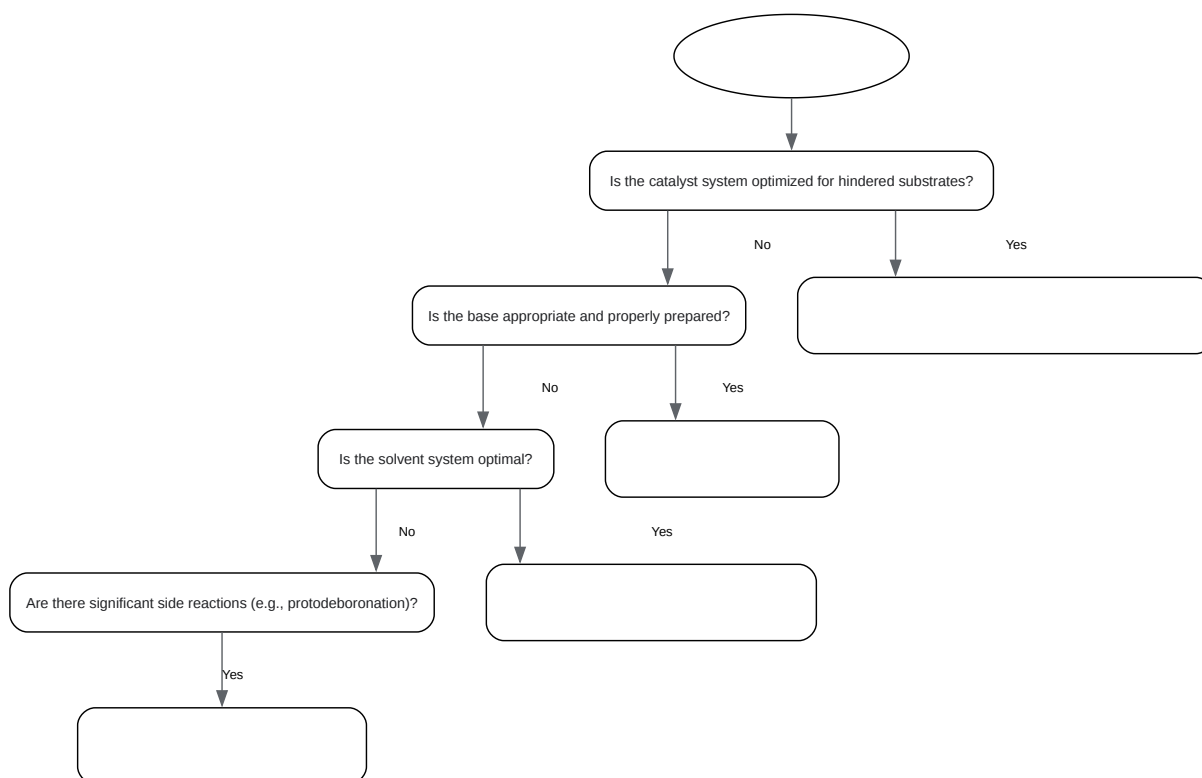 Is the catalyst system optimized for hindered substrates?
No
Yes
Is the base appropriate and properly prepared?
No
Yes
Is the solvent system optimal?
No
Yes
Are there significant side reactions (e.g., protodeboronation)?
Yes